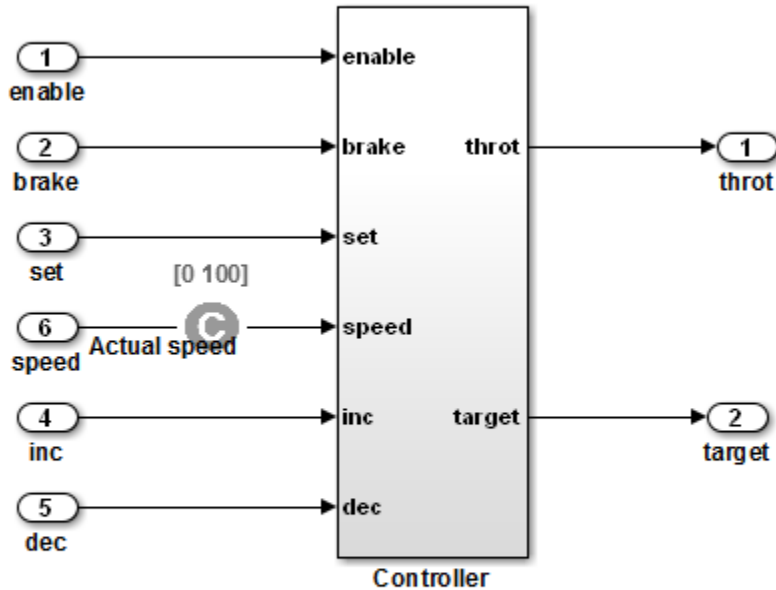 1
enable
enable
2
brake
brake
throt
1
throt
3
set
set
[0 100]
6
speed
Actual speed
C
speed
4
inc
inc
target
2
target
5
dec
dec
Controller